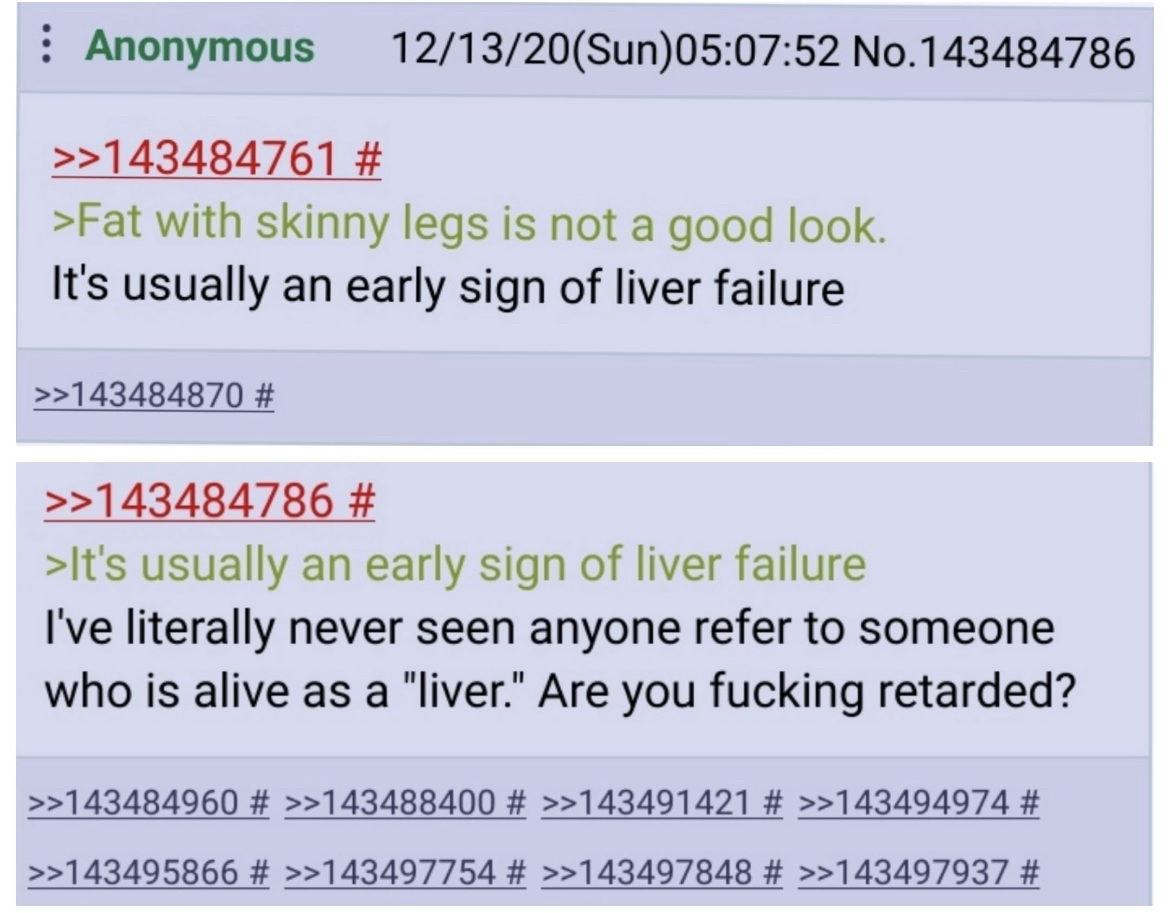 Anonymous 12/13/20(Sun)05:07:52 No.143484786
>>143484761 #
>Fat with skinny legs is not a good look.
It's usually an early sign of liver failure
>>143484870 #
>>143484786 #
>It's usually an early sign of liver failure
I've literally never seen anyone refer to someone
who is alive as a "liver." Are you fucking retarded?
>>143484960 # >>143488400 # >>143491421 # >>143494974 #
>>143495866 # >>143497754 # >>143497848 # >>143497937 #